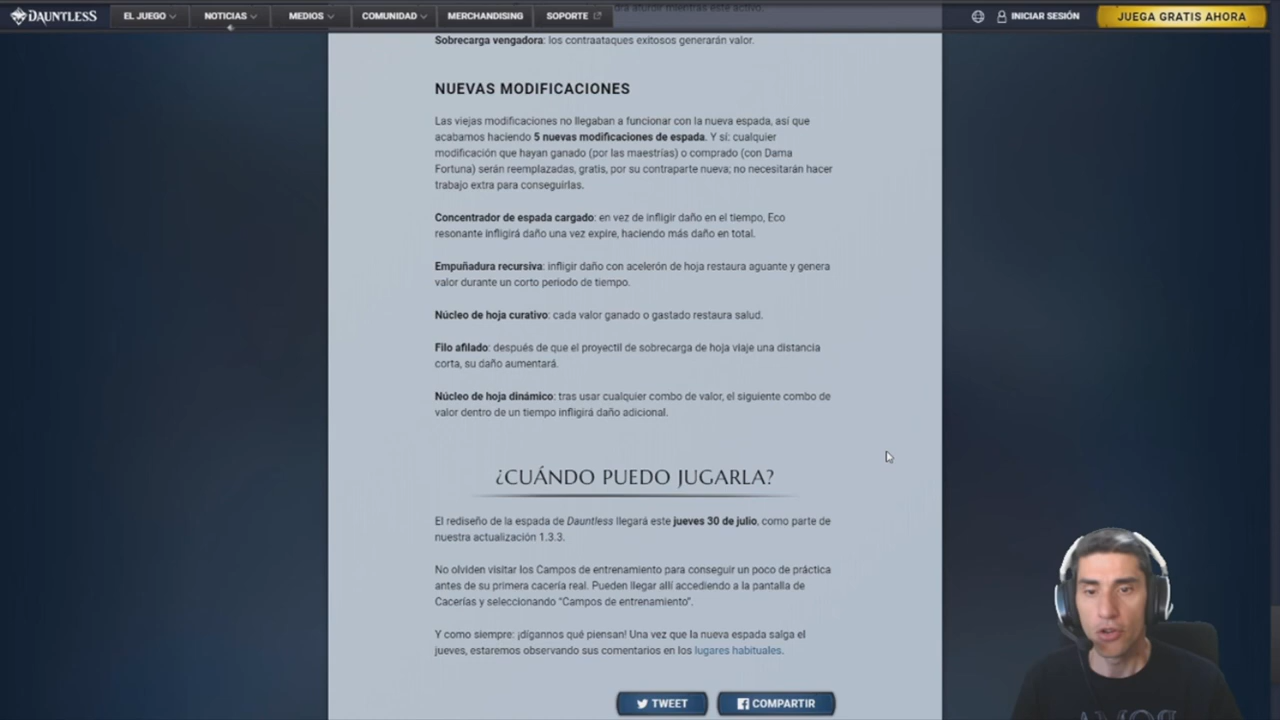 DAUNTLESS EL JUEGO NOTICIAS MEDIOS COMUNIDAD MERCHANDISING SOPORTE INICIAR SESIÓN JUEGA GRATIS AHORA
Sobrecarga vengadora: los contraataques exitosos generarán valor.
NUEVAS MODIFICACIONES
Las viejas modificaciones no llegaban a funcionar con la nueva espada, así que
acabamos haciendo 5 nuevas modificaciones de espada. Y sí: cualquier
modificación que hayan ganado (por las maestrías) o comprado (con Dama
Fortuna) serán reemplazadas, gratis, por su contraparte nueva; no necesitarán hacer
trabajo extra para conseguirlas.
Concentrador de espada cargado: en vez de infligir daño en el tiempo, Eco
resonante infligirá daño una vez expire, haciendo más daño en total.
Empuñadura recursiva: infligir daño con acelerón de hoja restaura aguante y genera
valor durante un corto periodo de tiempo.
Núcleo de hoja curativo: cada valor ganado o gastado restaura salud.
Filo afilado: después de que el proyectil de sobrecarga de hoja viaje una distancia
corta, su daño aumentará.
Núcleo de hoja dinámico: tras usar cualquier combo de valor, el siguiente combo de
valor dentro de un tiempo infligirá daño adicional.
¿CUÁNDO PUEDO JUGARLA?
El rediseño de la espada de Dauntless llegará este jueves 30 de julio, como parte de
nuestra actualización 1.3.3.
No olviden visitar los Campos de entrenamiento para conseguir un poco de práctica
antes de su primera cacería real. Pueden llegar allí accediendo a la pantalla de
Cacerías y seleccionando "Campos de entrenamiento".
Y como siempre: ¡dígannos qué piensan! Una vez que la nueva espada salga el
jueves, estaremos observando sus comentarios en los lugares habituales.
TWEET COMPARTIR